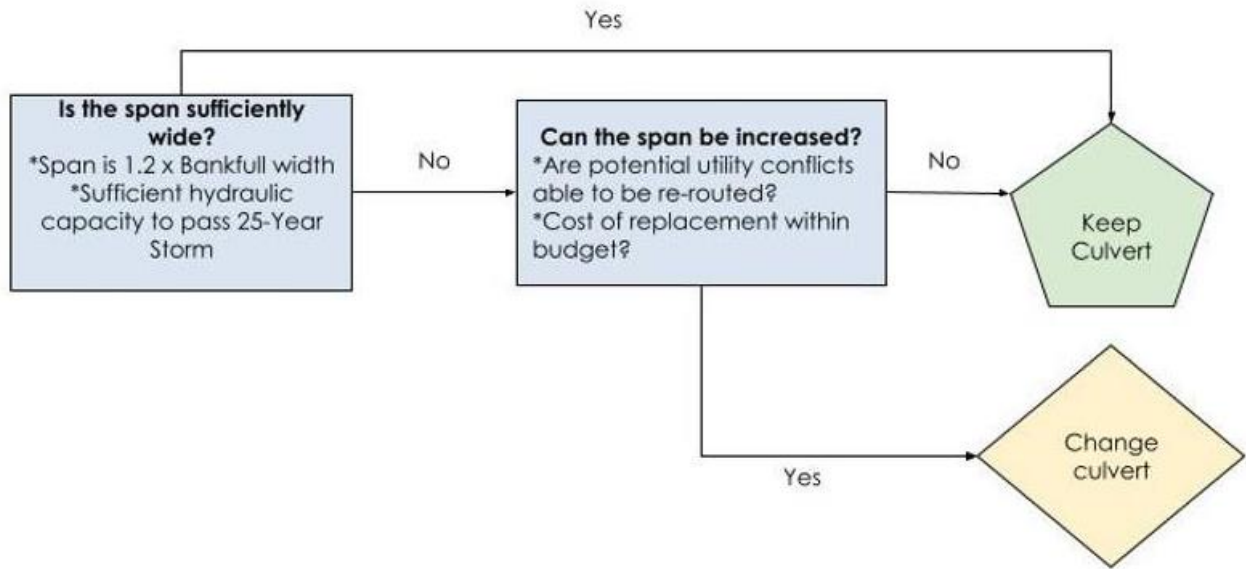 Yes
Is the span sufficiently
wide?
*Span is 1.2 x Bankfull width
*Sufficient hydraulic
capacity to pass 25-Year
Storm
No
Can the span be increased?
*Are potential utility conflicts
able to be re-routed?
*Cost of replacement within
budget?
No
Keep
Culvert
Yes
Change
culvert